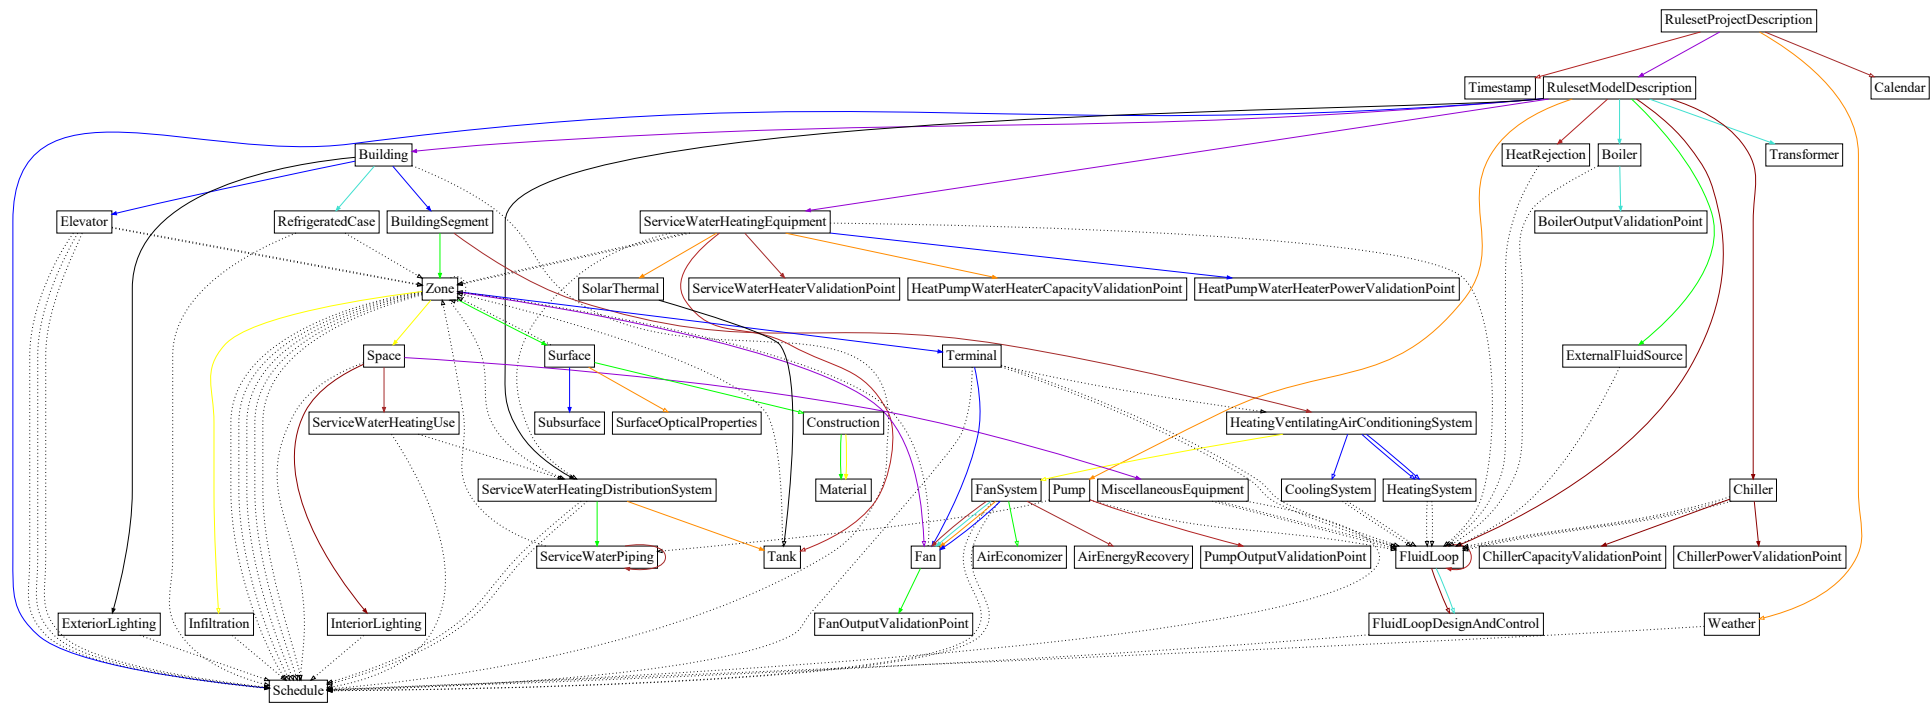 RulesetProjectDescription
Timestamp
RulesetModelDescription
Calendar
Building
HeatRejection
Boiler
Transformer
Elevator
RefrigeratedCase
BuildingSegment
ServiceWaterHeatingEquipment
BoilerOutputValidationPoint
Zone
SolarThermal
ServiceWaterHeaterValidationPoint
HeatPumpWaterHeaterCapacityValidationPoint
HeatPumpWaterHeaterPowerValidationPoint
Space
Surface
Terminal
ExternalFluidSource
ServiceWaterHeatingUse
Subsurface
SurfaceOpticalProperties
Construction
HeatingVentilatingAirConditioningSystem
ServiceWaterHeatingDistributionSystem
Material
FanSystem
Pump
MiscellaneousEquipment
CoolingSystem
HeatingSystem
Chiller
ServiceWaterPiping
Tank
Fan
AirEconomizer
AirEnergyRecovery
PumpOutputValidationPoint
FluidLoop
ChillerCapacityValidationPoint
ChillerPowerValidationPoint
ExteriorLighting
Infiltration
InteriorLighting
FanOutputValidationPoint
FluidLoopDesignAndControl
Weather
Schedule